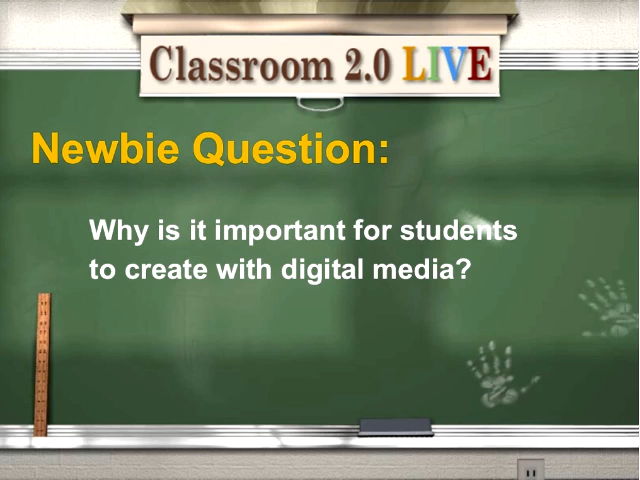 Classroom 2.0 LIVE
Newbie Question:
Why is it important for students
to create with digital media?